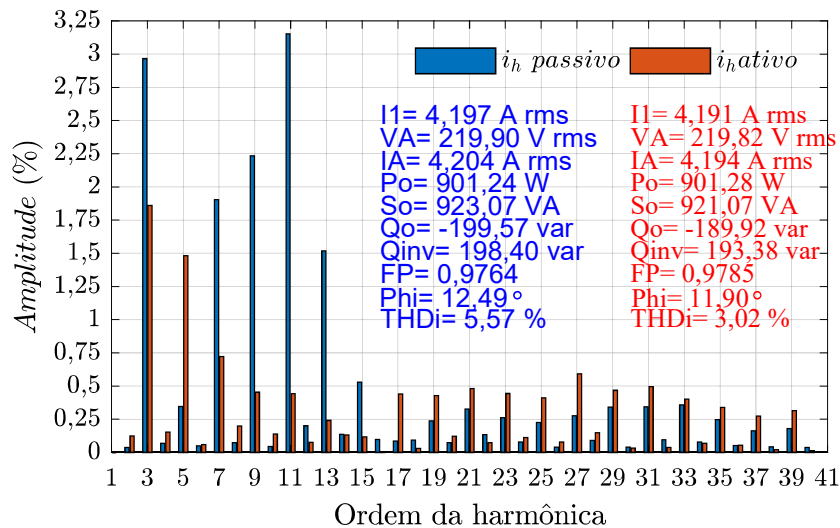 3,25
3
2,75
2,5
2,25
2
1,75
1,5
1,25
1
0,75
0,5
0,25
0
Amplitude (%)
i_h passivo
i_h ativo
I1= 4,197 A rms
VA= 219,90 V rms
IA= 4,204 A rms
Po= 901,24 W
So= 923,07 VA
Qo= -199,57 var
Qinv= 198,40 var
FP= 0,9764
Phi= 12,49°
THDi= 5,57 %
I1= 4,191 A rms
VA= 219,82 V rms
IA= 4,194 A rms
Po= 901,28 W
So= 921,07 VA
Qo= -189,92 var
Qinv= 193,38 var
FP= 0,9785
Phi= 11,90°
THDi= 3,02 %
1 3 5 7 9 11 13 15 17 19 21 23 25 27 29 31 33 35 37 39 41
Ordem da harmônica